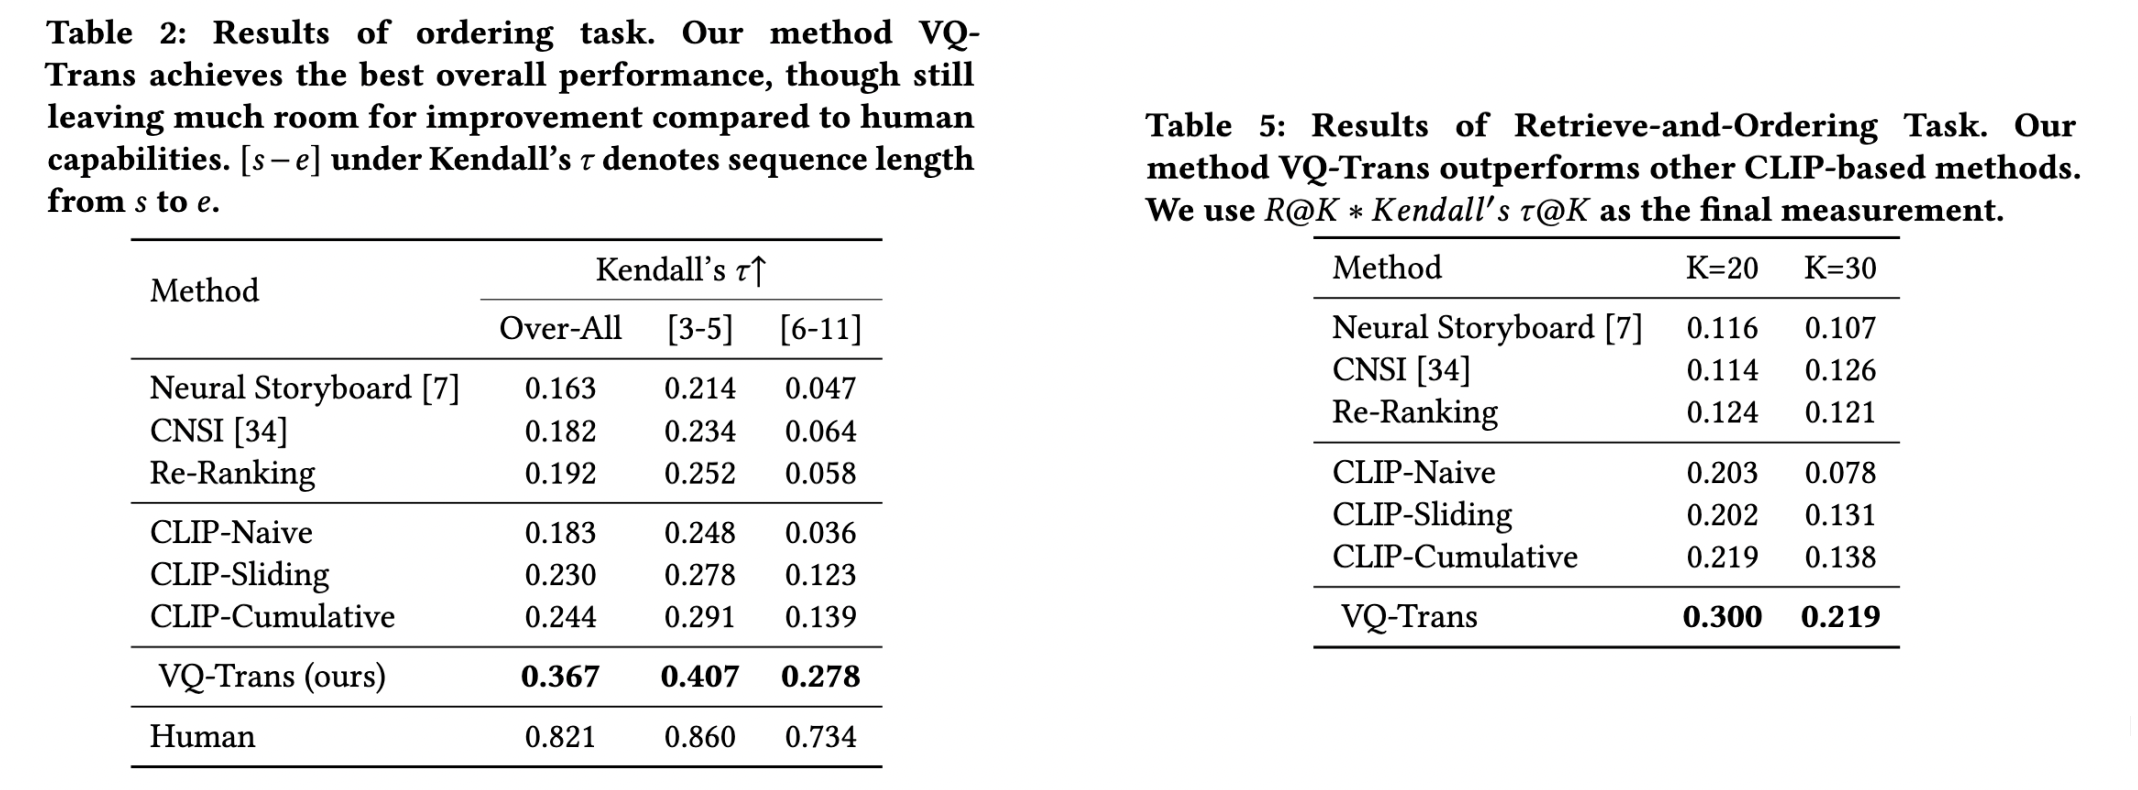 Table 2: Results of ordering task. Our method VQ-
Trans achieves the best overall performance, though still
leaving much room for improvement compared to human
capabilities. [s – e] under Kendall's τ denotes sequence length
from s to e.
Method Kendall's τ↑
Over-All [3-5] [6-11]
Neural Storyboard [7] 0.163 0.214 0.047
CNSI [34] 0.182 0.234 0.064
Re-Ranking 0.192 0.252 0.058
CLIP-Naive 0.183 0.248 0.036
CLIP-Sliding 0.230 0.278 0.123
CLIP-Cumulative 0.244 0.291 0.139
VQ-Trans (ours) 0.367 0.407 0.278
Human 0.821 0.860 0.734
Table 5: Results of Retrieve-and-Ordering Task. Our
method VQ-Trans outperforms other CLIP-based methods.
We use R@K * Kendall's τ@K as the final measurement.
Method K=20 K=30
Neural Storyboard [7] 0.116 0.107
CNSI [34] 0.114 0.126
Re-Ranking 0.124 0.121
CLIP-Naive 0.203 0.078
CLIP-Sliding 0.202 0.131
CLIP-Cumulative 0.219 0.138
VQ-Trans 0.300 0.219